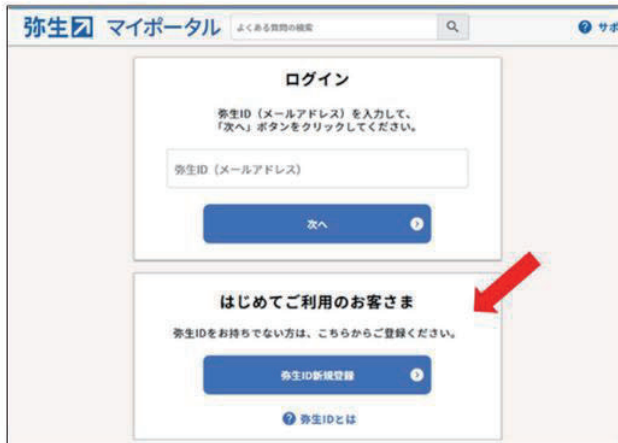 弥生 マイポータル よくある質問の検索 サポ
ログイン
弥生ID（メールアドレス）を入力して、
「次へ」ボタンをクリックしてください。
弥生ID（メールアドレス）
次へ
はじめてご利用のお客さま
弥生IDをお持ちでない方は、こちらからご登録ください。
弥生ID新規登録
弥生IDとは